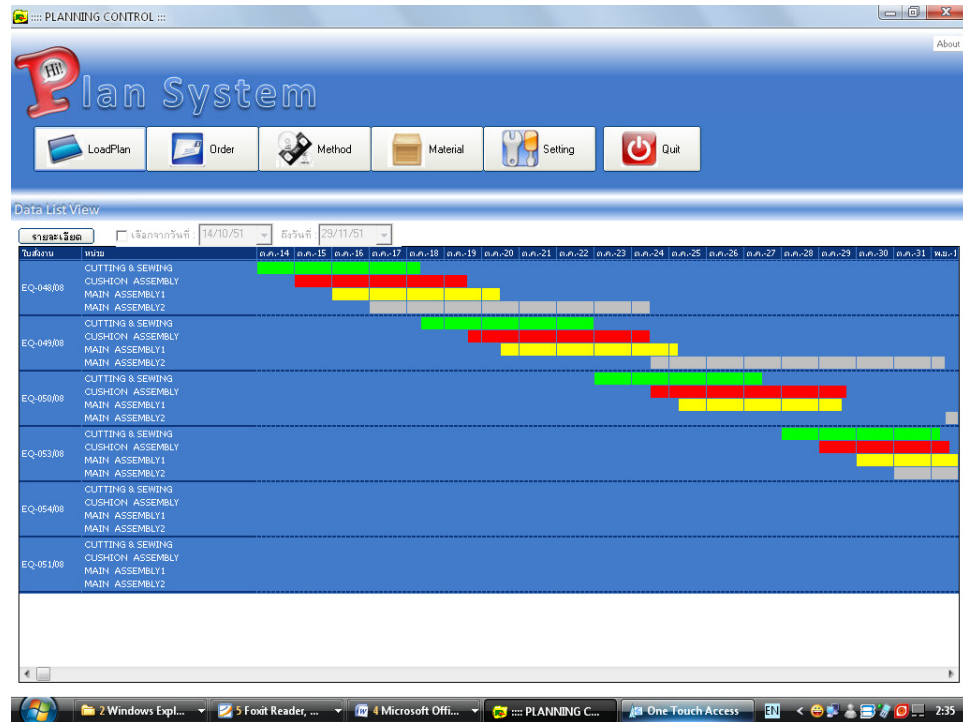 :::: PLANNING CONTROL :::
About
Hi!
Plan System
LoadPlan Order Method Material Setting Quit
Data List View
รายละเอียด เลือกจากวันที่ : 14/10/51 ถึงวันที่ : 29/11/51
ใบสั่งงาน หน่วย ต.ค.-14 ต.ค.-15 ต.ค.-16 ต.ค.-17 ต.ค.-18 ต.ค.-19 ต.ค.-20 ต.ค.-21 ต.ค.-22 ต.ค.-23 ต.ค.-24 ต.ค.-25 ต.ค.-26 ต.ค.-27 ต.ค.-28 ต.ค.-29 ต.ค.-30 ต.ค.-31 พ.ย.-1
EQ-048/08
CUTTING & SEWING
CUSHION ASSEMBLY
MAIN ASSEMBLY1
MAIN ASSEMBLY2
EQ-049/08
CUTTING & SEWING
CUSHION ASSEMBLY
MAIN ASSEMBLY1
MAIN ASSEMBLY2
EQ-050/08
CUTTING & SEWING
CUSHION ASSEMBLY
MAIN ASSEMBLY1
MAIN ASSEMBLY2
EQ-053/08
CUTTING & SEWING
CUSHION ASSEMBLY
MAIN ASSEMBLY1
MAIN ASSEMBLY2
EQ-054/08
CUTTING & SEWING
CUSHION ASSEMBLY
MAIN ASSEMBLY1
MAIN ASSEMBLY2
EQ-051/08
CUTTING & SEWING
CUSHION ASSEMBLY
MAIN ASSEMBLY1
MAIN ASSEMBLY2
2 Windows Expl... 5 Foxit Reader, ... 4 Microsoft Offi... :::: PLANNING C... One Touch Access EN 2:35